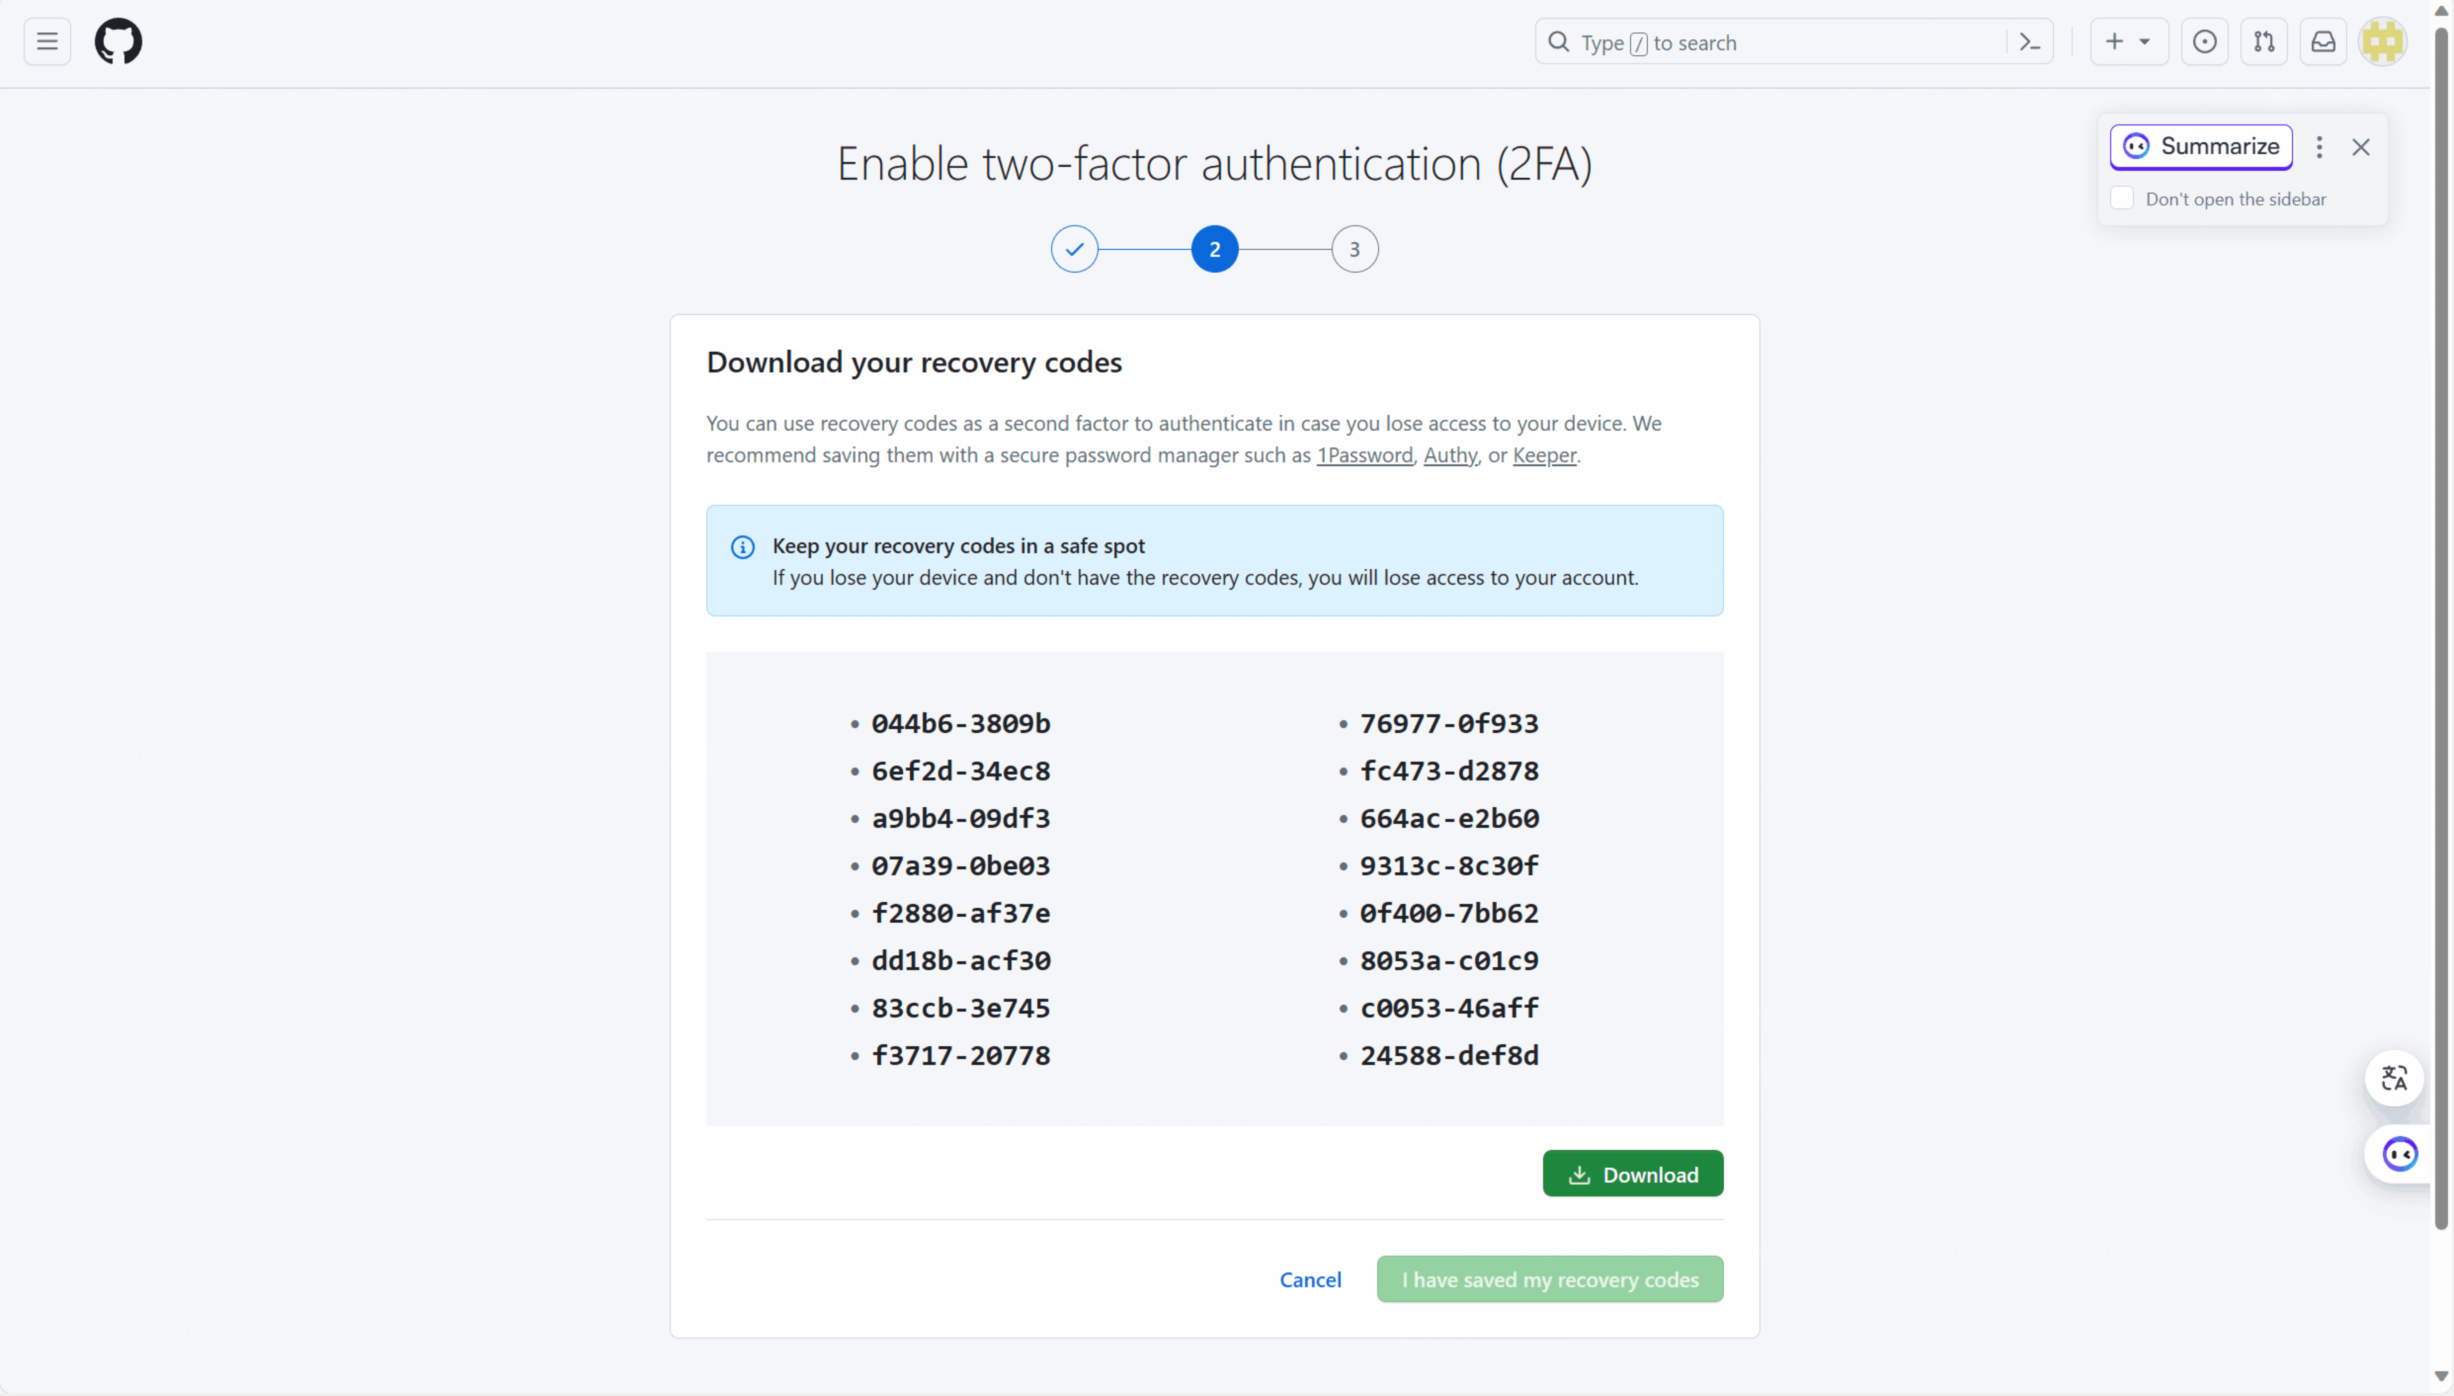 Type / to search
Enable two-factor authentication (2FA)
Summarize
Don't open the sidebar
2
3
Download your recovery codes
You can use recovery codes as a second factor to authenticate in case you lose access to your device. We
recommend saving them with a secure password manager such as 1Password, Authy, or Keeper.
Keep your recovery codes in a safe spot
If you lose your device and don't have the recovery codes, you will lose access to your account.
044b6-3809b
76977-0f933
6ef2d-34ec8
fc473-d2878
a9bb4-09df3
664ac-e2b60
07a39-0be03
9313c-8c30f
f2880-af37e
0f400-7bb62
dd18b-acf30
8053a-c01c9
83ccb-3e745
c0053-46aff
f3717-20778
24588-def8d
Download
Cancel
I have saved my recovery codes